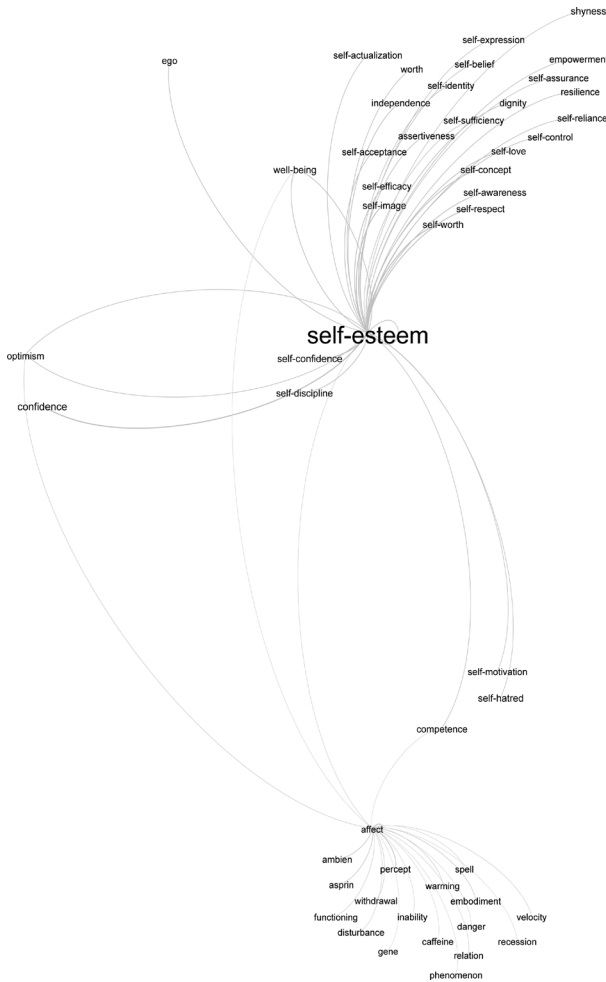 shyness
self-expression
self-actualization
ego
empowerment
self-belief
worth
self-assurance
self-identity
resilience
independence
dignity
self-reliance
self-sufficiency
assertiveness
self-control
self-acceptance
self-love
well-being
self-concept
self-efficacy
self-awareness
self-image
self-respect
self-worth
self-esteem
optimism
self-confidence
self-discipline
confidence
self-motivation
self-hatred
competence
affect
ambien
percept
spell
asprin
warming
withdrawal
embodiment
functioning
inability
velocity
disturbance
danger
caffeine
recession
gene
relation
phenomenon